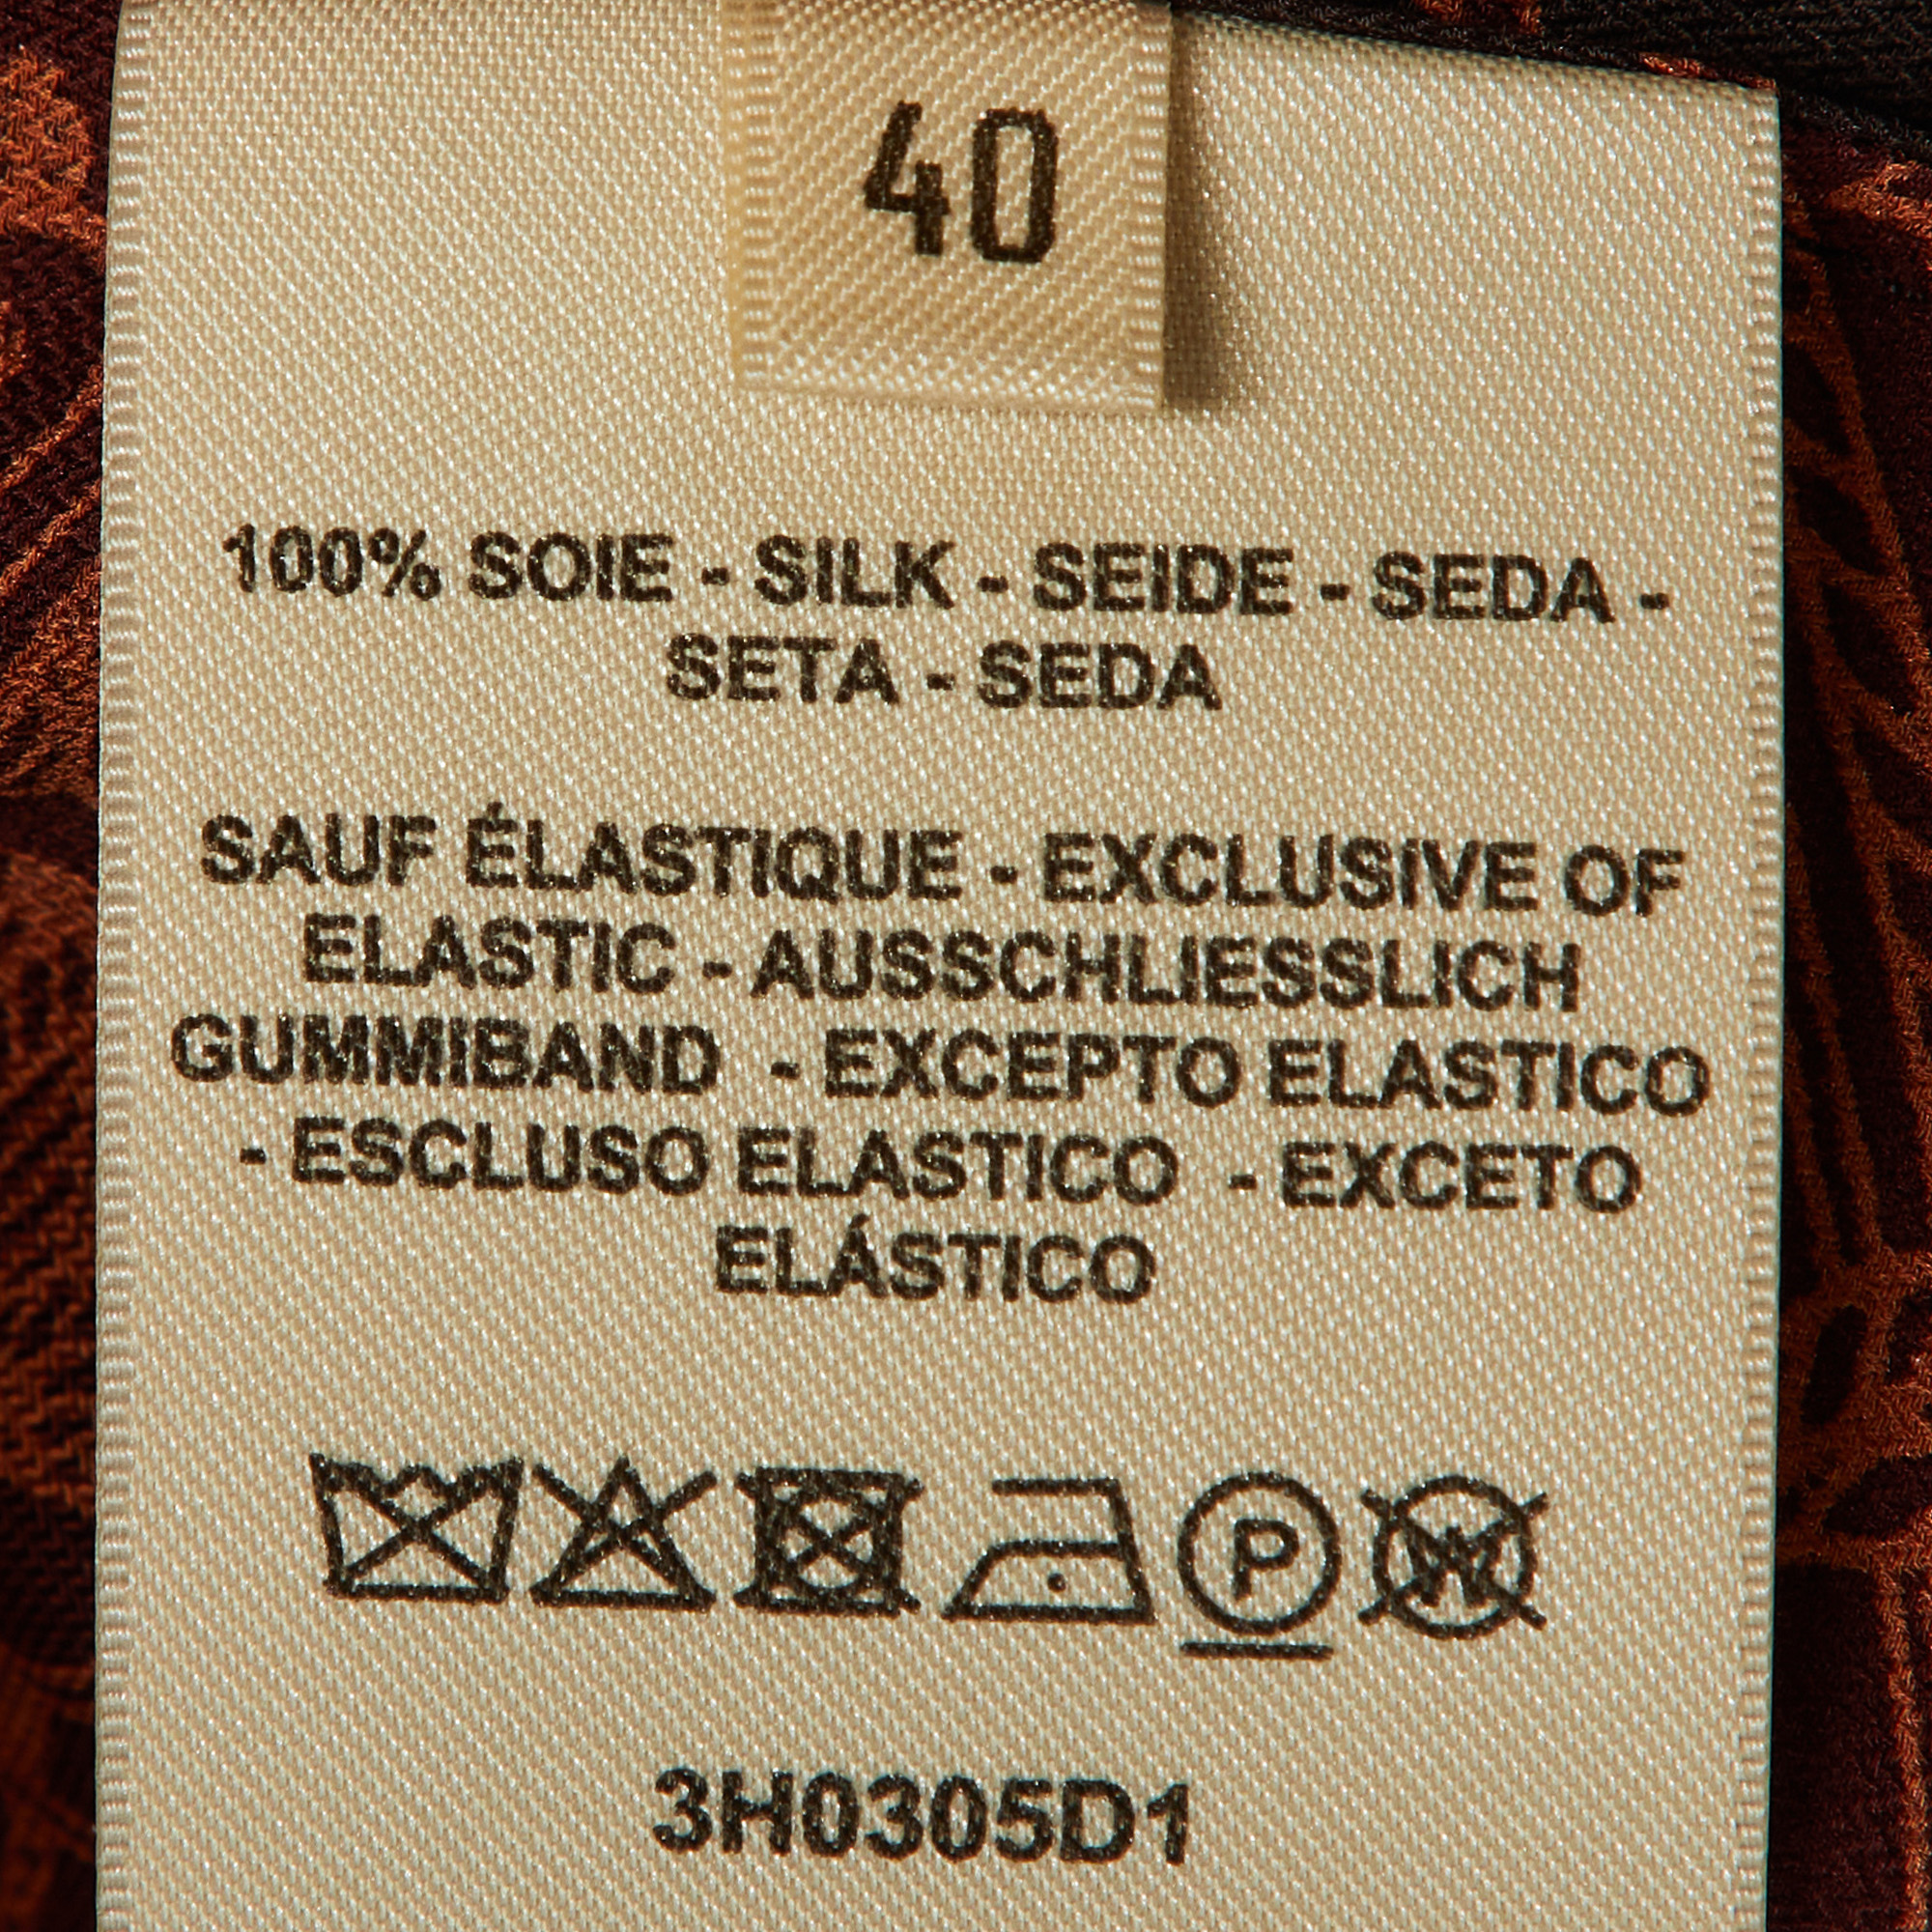 40
100% SOIE - SILK - SEIDE - SEDA -
SETA - SEDA
SAUF ÉLASTIQUE - EXCLUSIVE OF
ELASTIC - AUSSCHLIESSLICH
GUMMIBAND - EXCEPTO ELASTICO
- ESCLUSO ELASTICO - EXCETO
ELÁSTICO
P W
3H0305D1